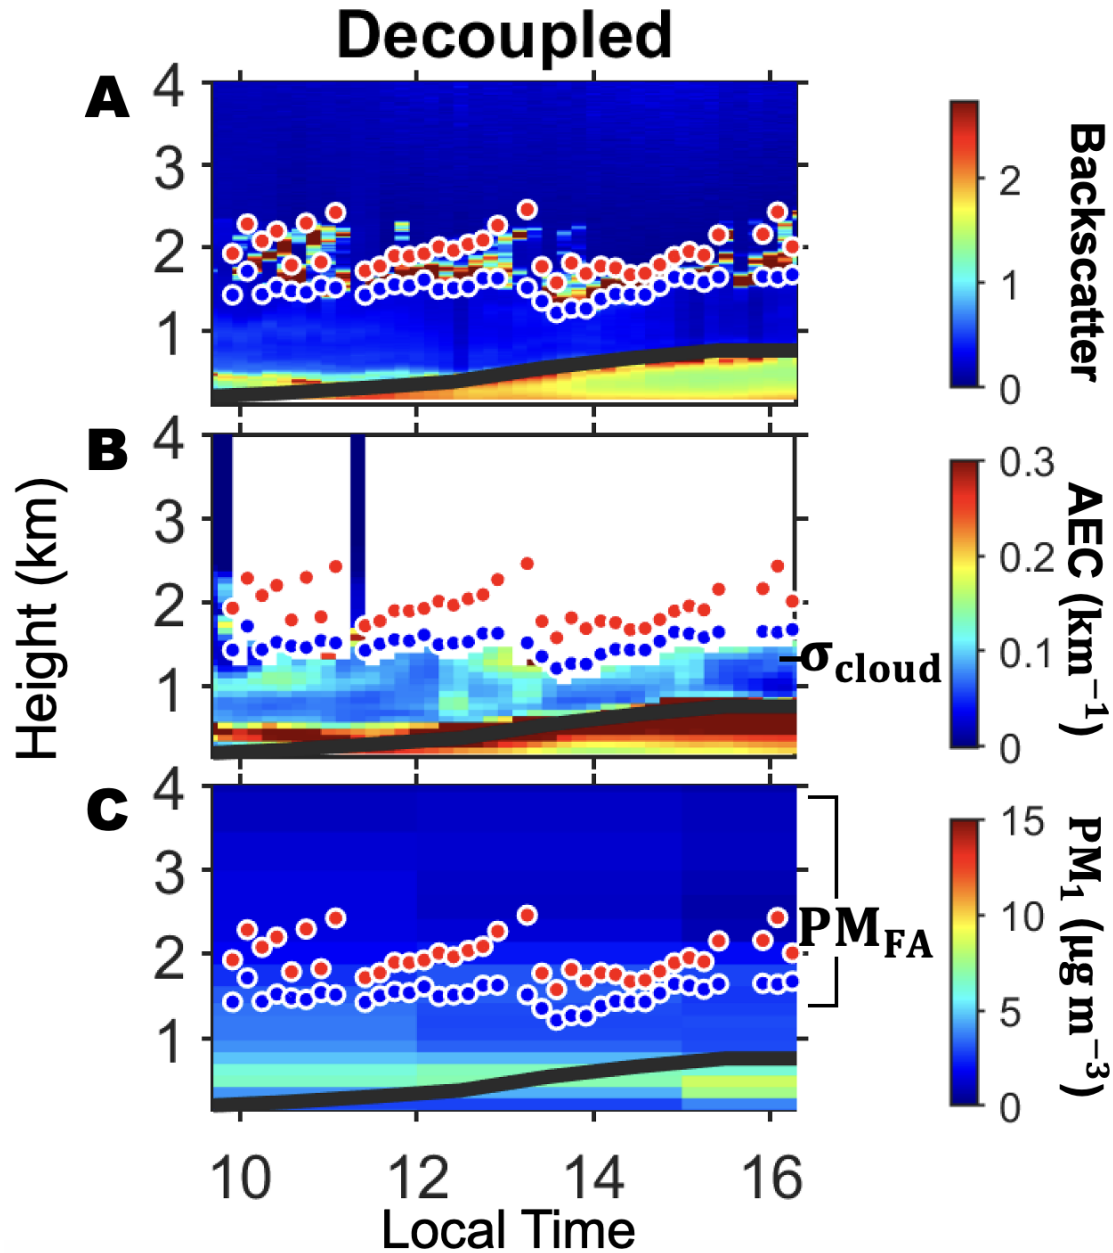 Decoupled
A
4
3
2
1
2
1
0
Backscatter
B
4
3
2
1
σcloud
0.3
0.2
0.1
0
AEC (km⁻¹)
Height (km)
C
4
3
2
1
PMFA
15
10
5
0
PM₁ (μg m⁻³)
10 12 14 16
Local Time